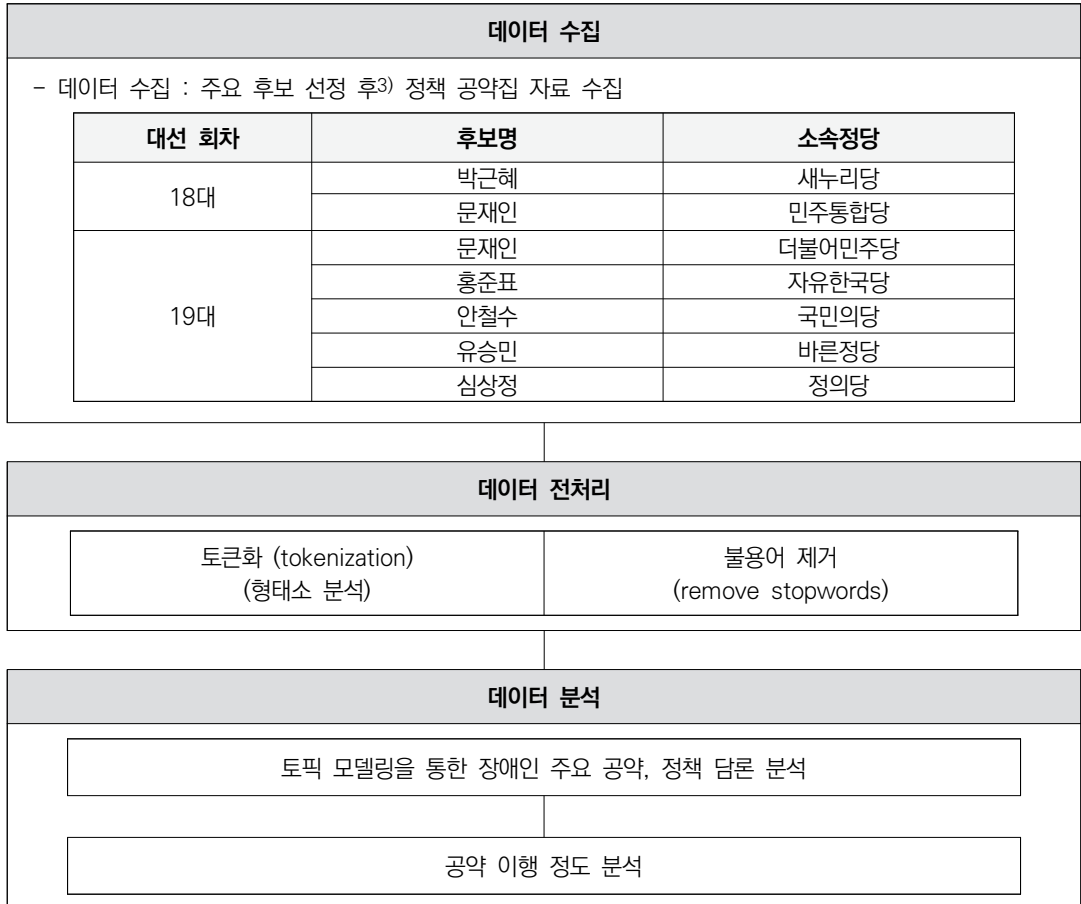 데이터 수집
- 데이터 수집 : 주요 후보 선정 후3) 정책 공약집 자료 수집
대선 회차 후보명 소속정당
18대 박근혜 새누리당
문재인 민주통합당
19대 문재인 더불어민주당
홍준표 자유한국당
안철수 국민의당
유승민 바른정당
심상정 정의당
데이터 전처리
토큰화 (tokenization) 불용어 제거
(형태소 분석) (remove stopwords)
데이터 분석
토픽 모델링을 통한 장애인 주요 공약, 정책 담론 분석
공약 이행 정도 분석